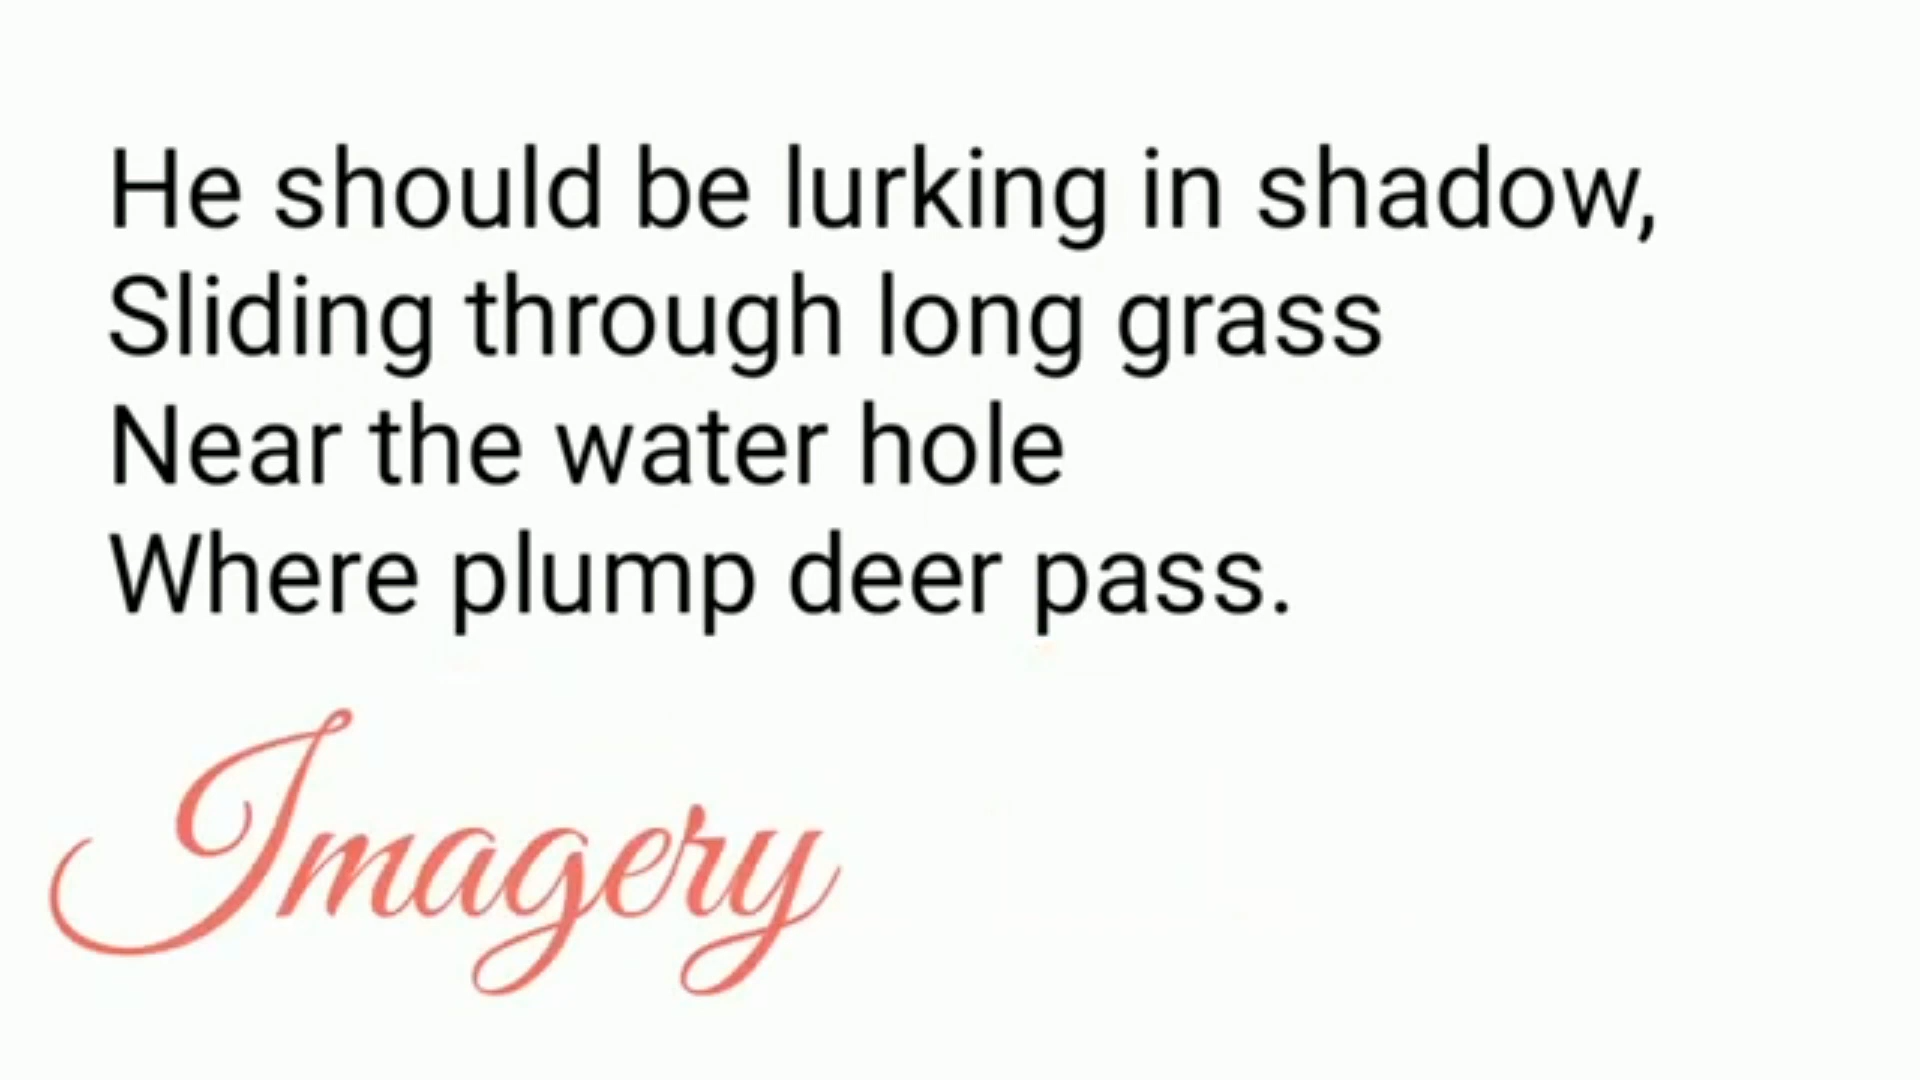 He should be lurking in shadow,
Sliding through long grass
Near the water hole
Where plump deer pass.
Imagery